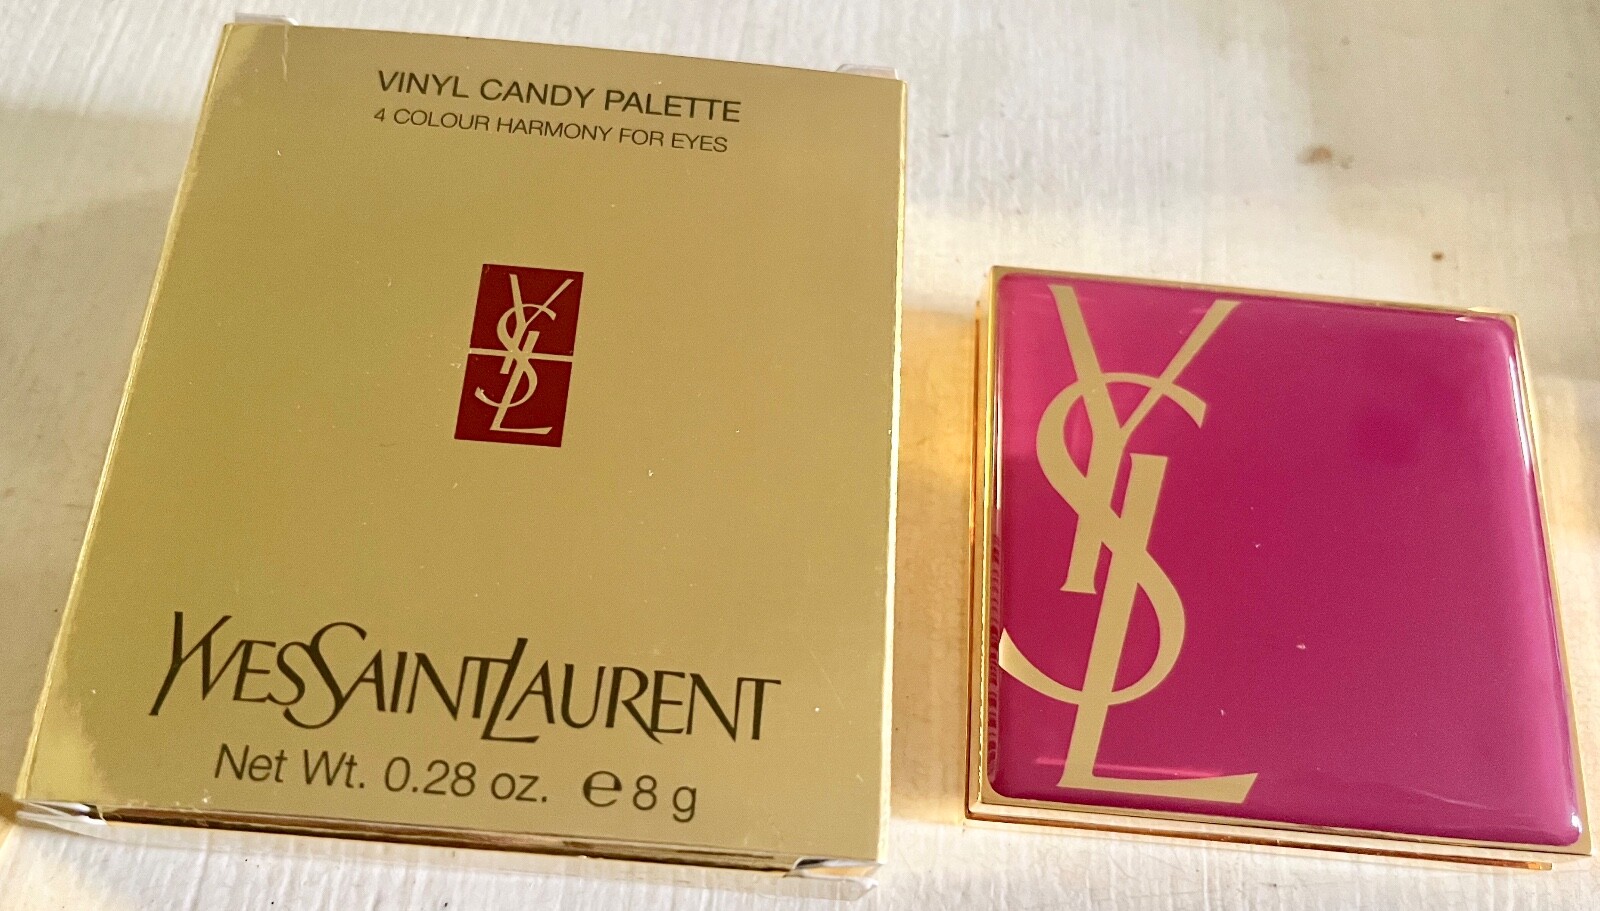 VINYL CANDY PALETTE
4 COLOUR HARMONY FOR EYES
YSL
YVESSAINTLAURENT
Net Wt. 0.28 oz. ℮ 8 g
YSL